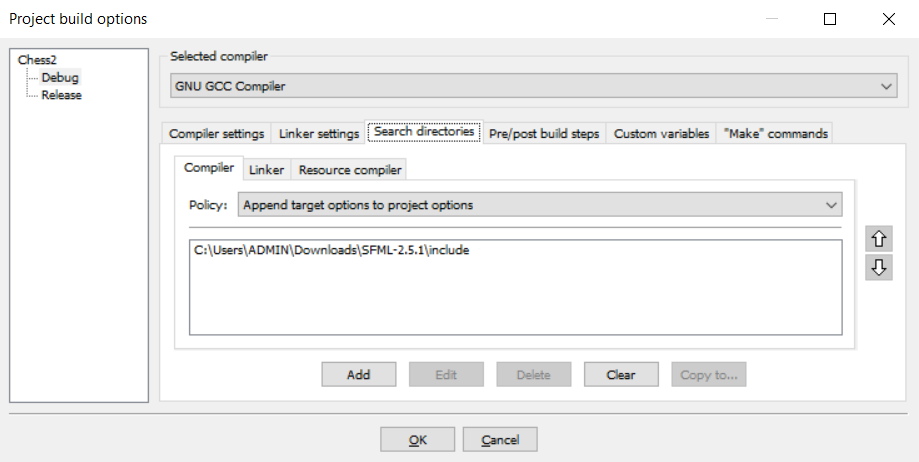 Project build options
Chess2
Debug
Release
Selected compiler
GNU GCC Compiler
Compiler settings Linker settings Search directories Pre/post build steps Custom variables "Make" commands
Compiler Linker Resource compiler
Policy: Append target options to project options
C:\Users\ADMIN\Downloads\SFML-2.5.1\include
Add Edit Delete Clear Copy to...
OK Cancel